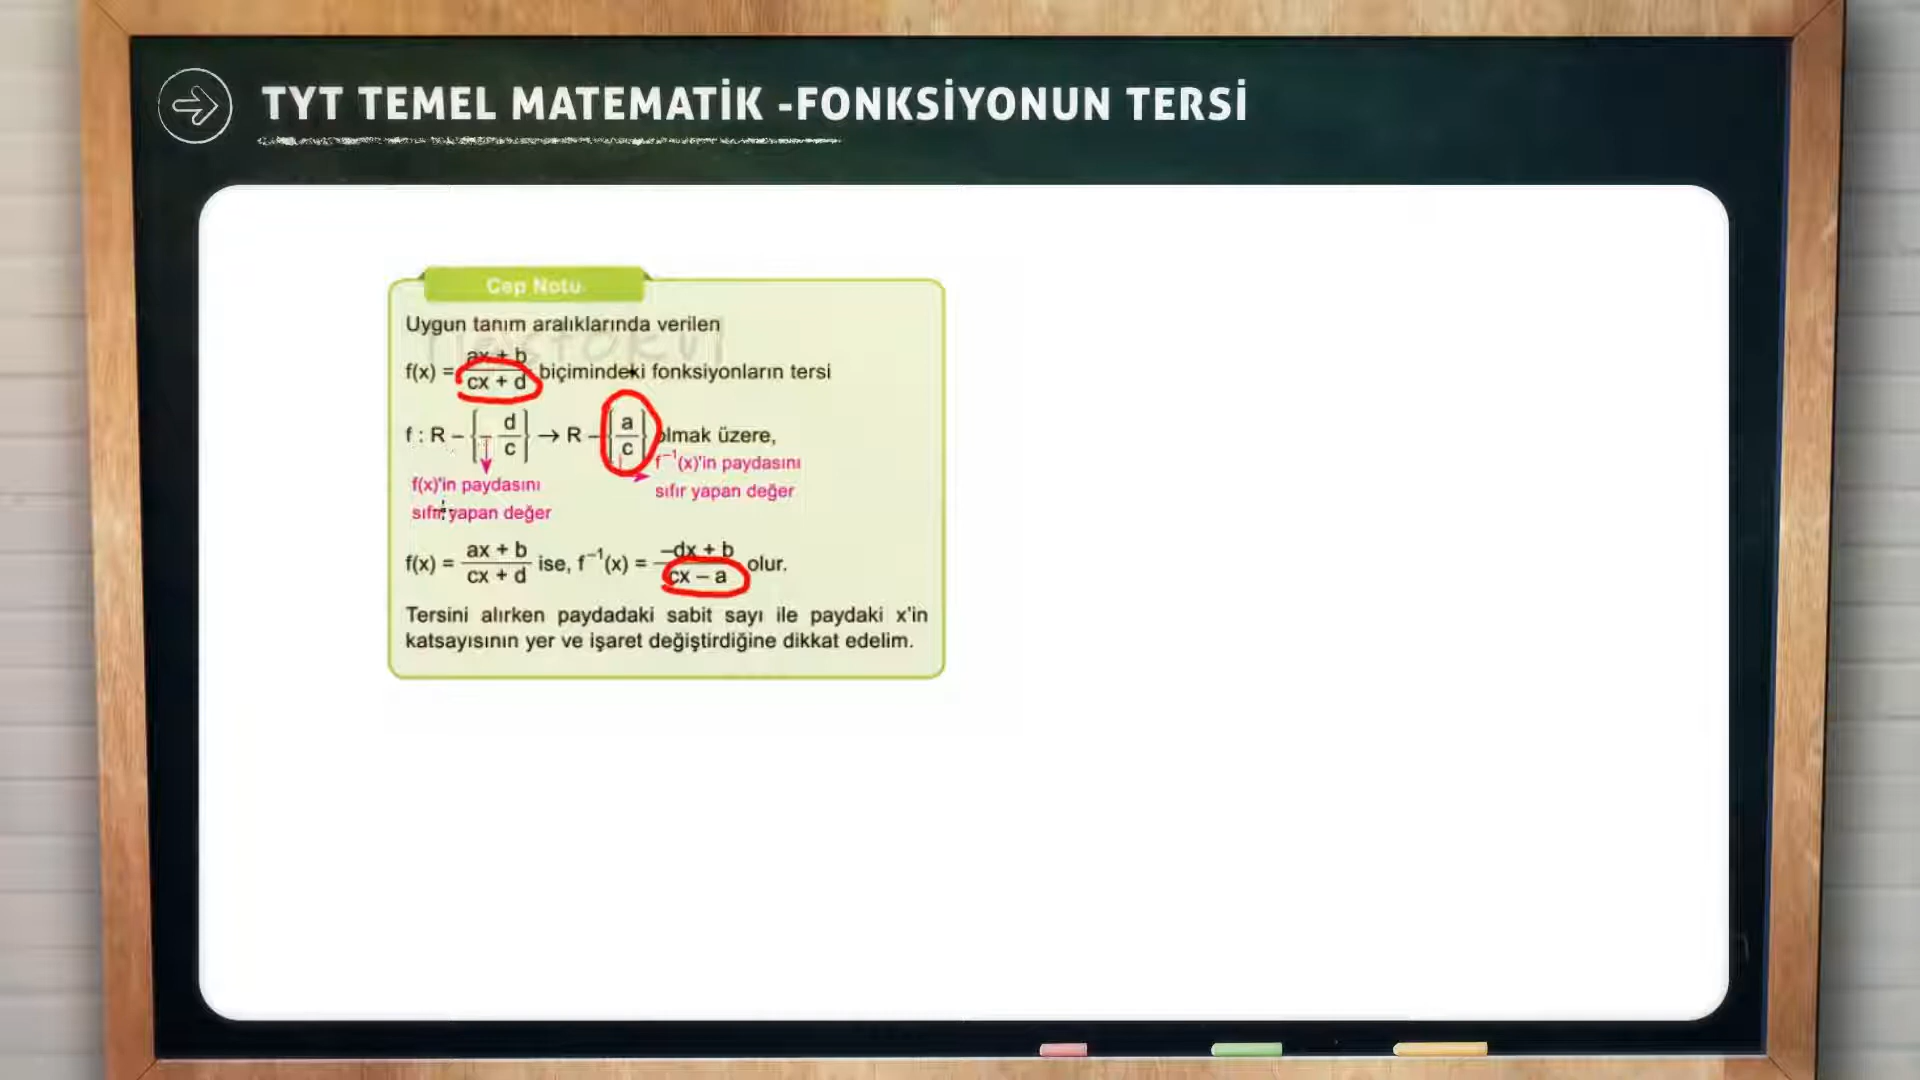 TYT TEMEL MATEMATİK -FONKSİYONUN TERSİ
Cep Notu
Uygun tanım aralıklarında verilen
f(x) = ax + b / cx + d biçimindeki fonksiyonların tersi
f : R – {– d/c} → R – {a/c} olmak üzere,
f(x)'in paydasını
sıfır yapan değer
f⁻¹(x)'in paydasını
sıfır yapan değer
f(x) = ax + b / cx + d ise, f⁻¹(x) = –dx + b / cx – a olur.
Tersini alırken paydadaki sabit sayı ile paydaki x'in
katsayısının yer ve işaret değiştirdiğine dikkat edelim.